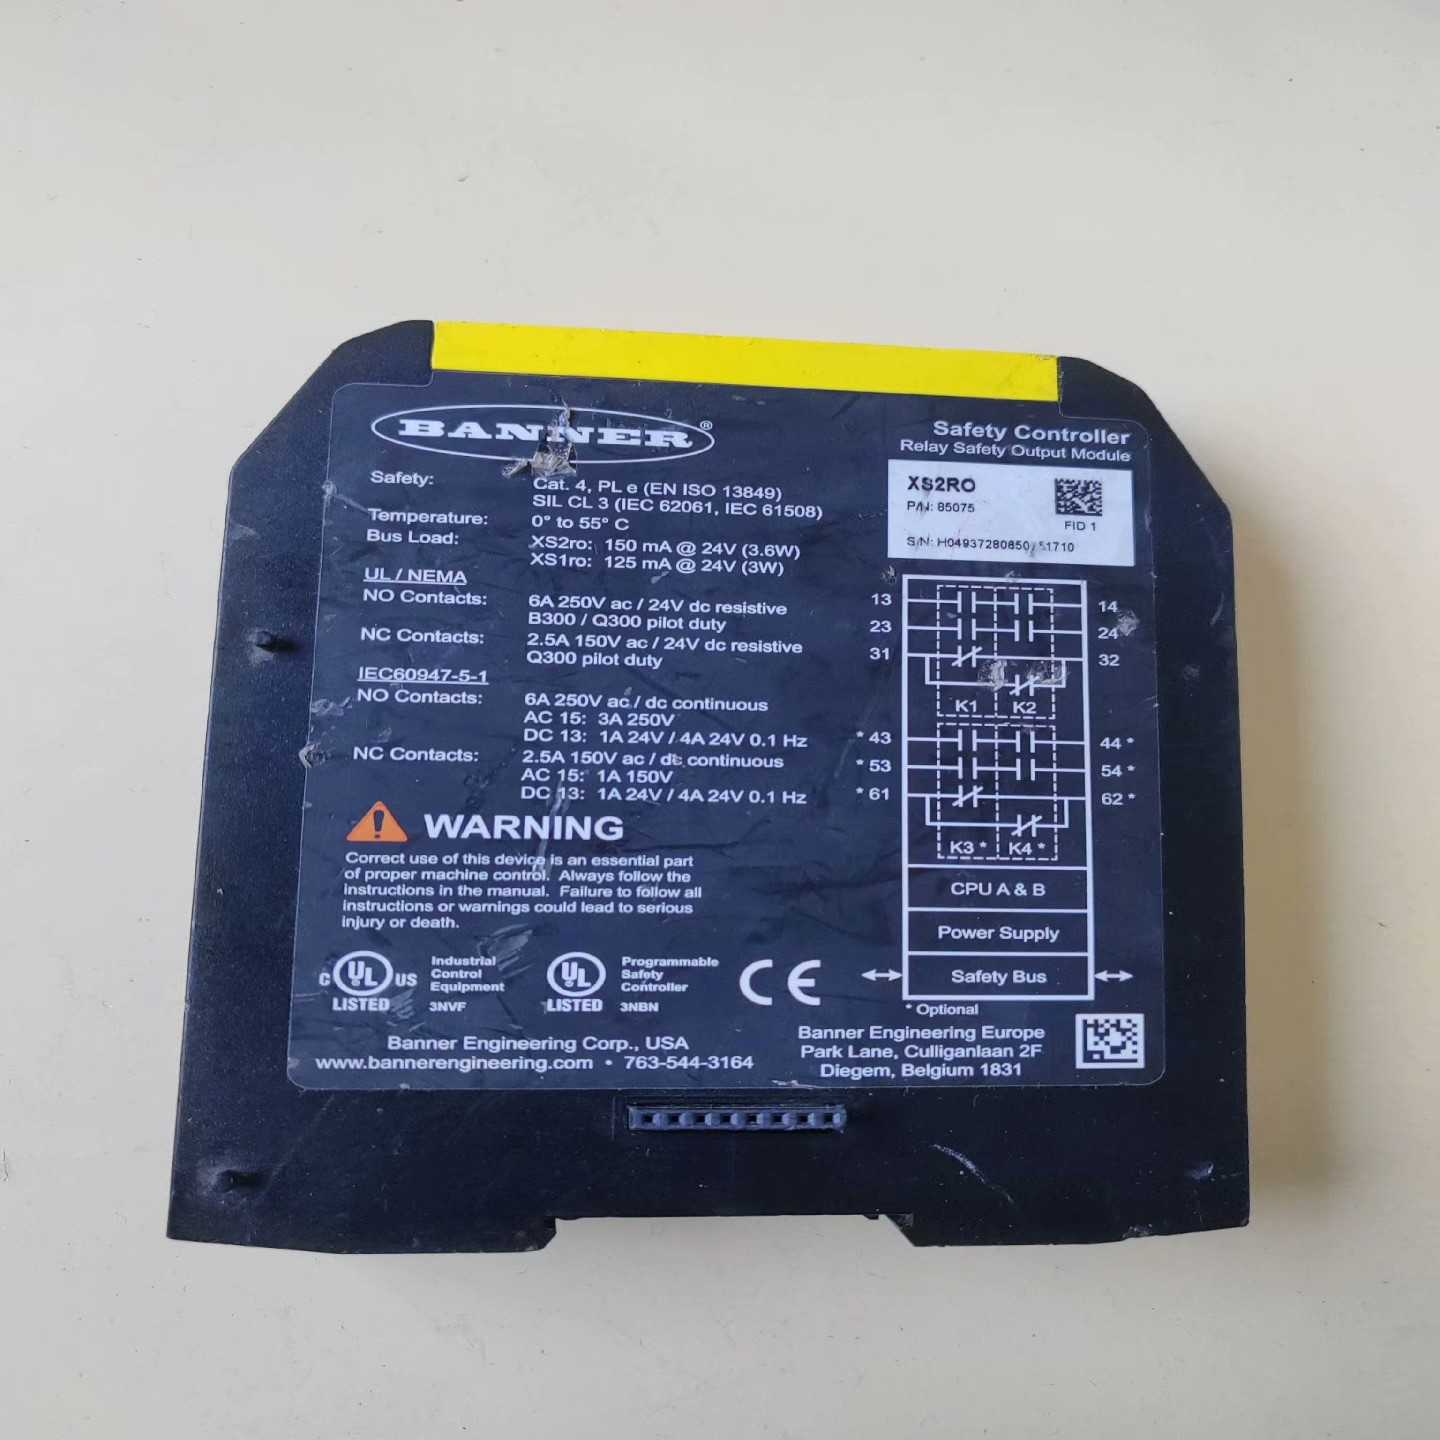 BANNER®
Safety Controller
Relay Safety Output Module
XS2RO
P/N: 85075
FID 1
S/N: H04937280850 51710
Safety: Cat. 4, PL e (EN ISO 13849)
SIL CL 3 (IEC 62061, IEC 61508)
Temperature: 0° to 55° C
Bus Load: XS2ro: 150 mA @ 24V (3.6W)
XS1ro: 125 mA @ 24V (3W)
UL / NEMA
NO Contacts: 6A 250V ac / 24V dc resistive
B300 / Q300 pilot duty
NC Contacts: 2.5A 150V ac / 24V dc resistive
Q300 pilot duty
IEC60947-5-1
NO Contacts: 6A 250V ac / dc continuous
AC 15: 3A 250V
DC 13: 1A 24V / 4A 24V 0.1 Hz
NC Contacts: 2.5A 150V ac / dc continuous
AC 15: 1A 150V
DC 13: 1A 24V / 4A 24V 0.1 Hz
WARNING
Correct use of this device is an essential part
of proper machine control. Always follow the
instructions in the manual. Failure to follow all
instructions or warnings could lead to serious
injury or death.
13 14
23 24
31 32
K1 K2
* 43 44 *
* 53 54 *
* 61 62 *
K3 * K4 *
CPU A & B
Power Supply
Safety Bus
* Optional
C UL US
LISTED
Industrial
Control
Equipment
3NVF
UL
LISTED
Programmable
Safety
Controller
3NBN
CE
Banner Engineering Corp., USA
www.bannerengineering.com • 763-544-3164
Banner Engineering Europe
Park Lane, Culliganlaan 2F
Diegem, Belgium 1831